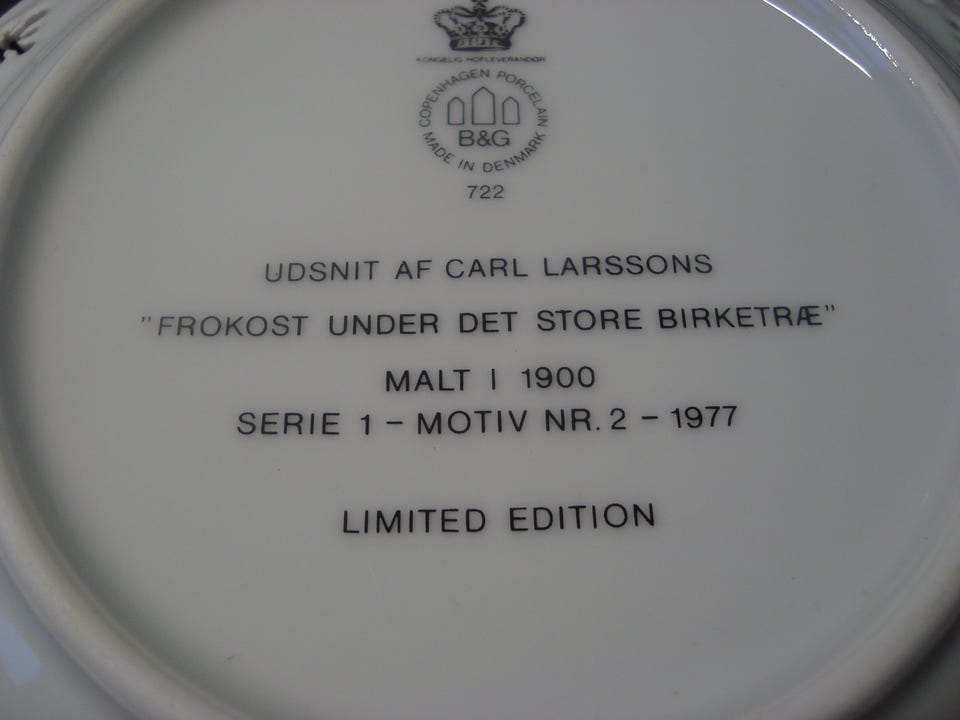 KONGELIG HOFLEVERANDØR
COPENHAGEN PORCELAIN
B&G
MADE IN DENMARK
722
UDSNIT AF CARL LARSSONS
"FROKOST UNDER DET STORE BIRKETRÆ"
MALT I 1900
SERIE 1 – MOTIV NR. 2 – 1977
LIMITED EDITION